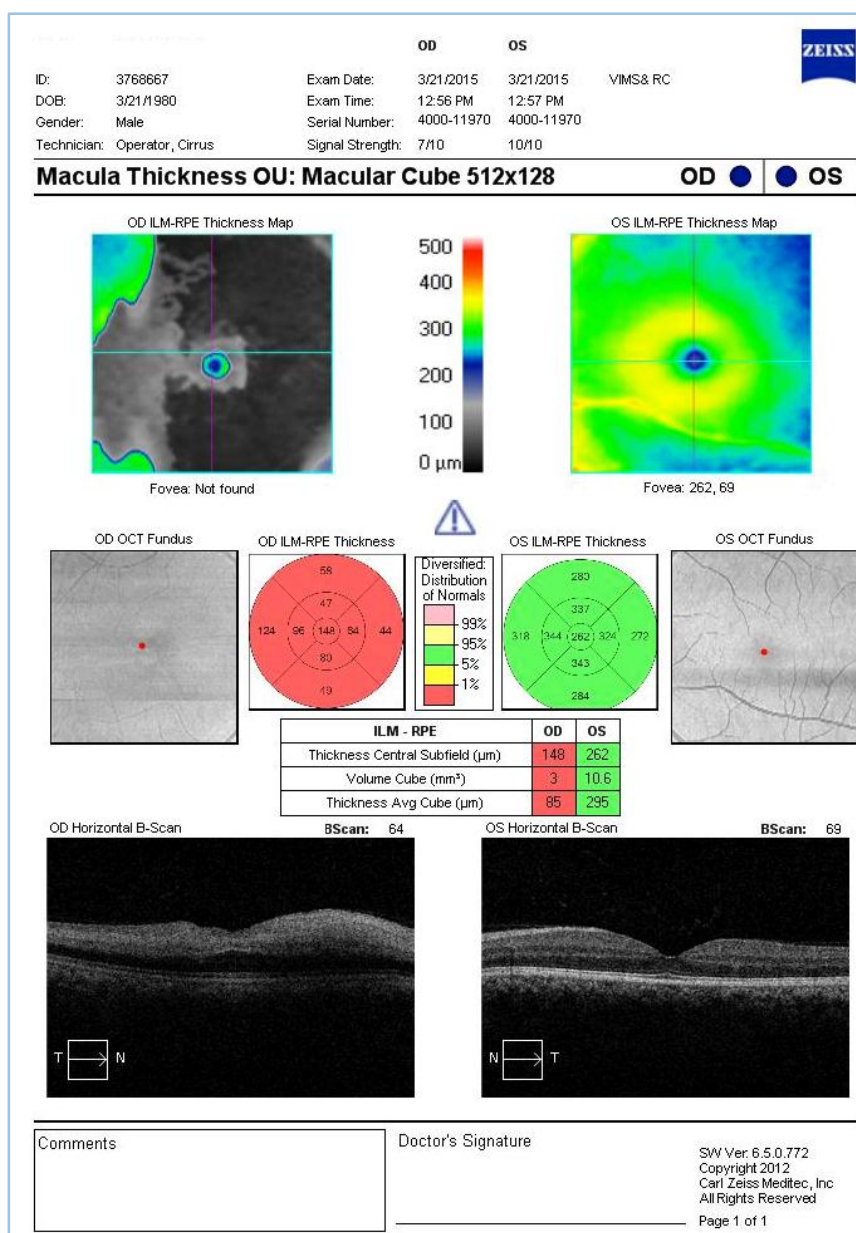 OD OS
ZEISS
ID: 3768667 Exam Date: 3/21/2015 3/21/2015 VIMS& RC
DOB: 3/21/1980 Exam Time: 12:56 PM 12:57 PM
Gender: Male Serial Number: 4000-11970 4000-11970
Technician: Operator, Cirrus Signal Strength: 7/10 10/10
Macula Thickness OU: Macular Cube 512x128 OD OS
OD ILM-RPE Thickness Map
OS ILM-RPE Thickness Map
500
400
300
200
100
0 µm
Fovea: Not found
Fovea: 262, 69
OD OCT Fundus
OD ILM-RPE Thickness
58
47
124 96 148 64 44
80
49
Diversified:
Distribution
of Normals
99%
95%
5%
1%
OS ILM-RPE Thickness
280
337
318 344 262 324 272
343
284
OS OCT Fundus
ILM - RPE OD OS
Thickness Central Subfield (µm) 148 262
Volume Cube (mm³) 3 10.6
Thickness Avg Cube (µm) 85 295
OD Horizontal B-Scan BScan: 64
OS Horizontal B-Scan BScan: 69
T N
N T
Comments
Doctor's Signature
SW Ver: 6.5.0.772
Copyright 2012
Carl Zeiss Meditec, Inc
All Rights Reserved
Page 1 of 1